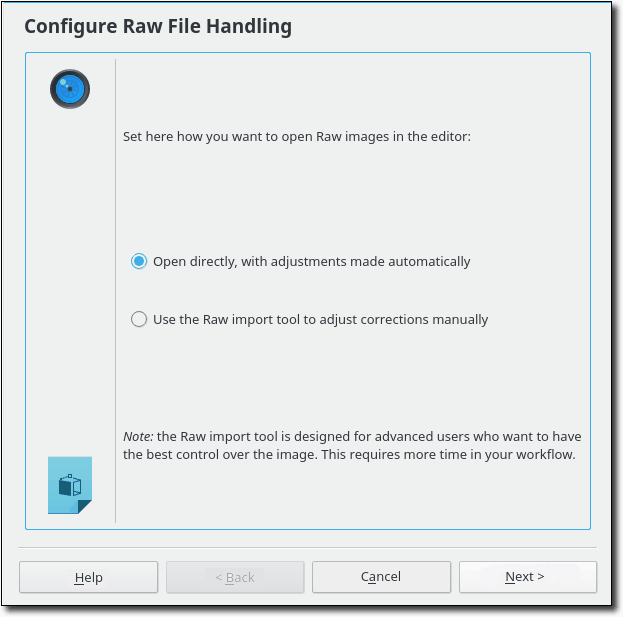 Configure Raw File Handling
Set here how you want to open Raw images in the editor:
Open directly, with adjustments made automatically
Use the Raw import tool to adjust corrections manually
Note: the Raw import tool is designed for advanced users who want to have
the best control over the image. This requires more time in your workflow.
Help
< Back
Cancel
Next >